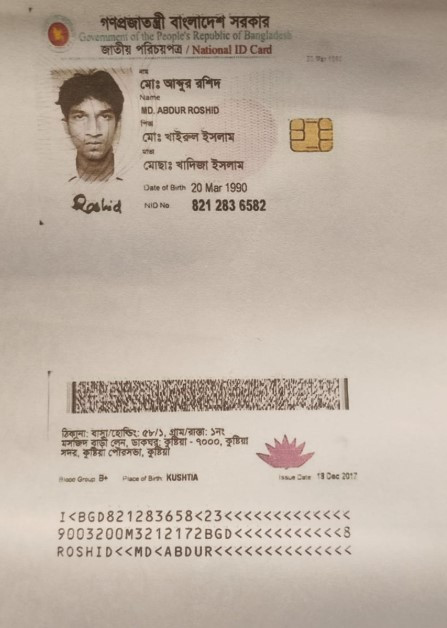 গণপ্রজাতন্ত্রী বাংলাদেশ সরকার
Government of the People's Republic of Bangladesh
জাতীয় পরিচয়পত্র / National ID Card
নাম
মোঃ আব্দুর রশিদ
Name
MD. ABDUR ROSHID
পিতা
মোঃ খাইরুল ইসলাম
মাতা
মোছাঃ খাদিজা ইসলাম
Date of Birth 20 Mar 1990
Roshid
NID No 821 283 6582
ঠিকানা: বাসা/হোল্ডিং: ৫৮/১, গ্রাম/রাস্তা: ১নং
মসজিদ বাড়ী লেন, ডাকঘর: কুষ্টিয়া - ৭০০০, কুষ্টিয়া
সদর, কুষ্টিয়া পৌরসভা, কুষ্টিয়া
Blood Group B+ Place of Birth KUSHTIA Issue Date 13 Dec 2017
I<BGD821283658<23<<<<<<<<<<<<<
9003200M3212172BGD<<<<<<<<<<<8
ROSHID<<MD<ABDUR<<<<<<<<<<<<<<